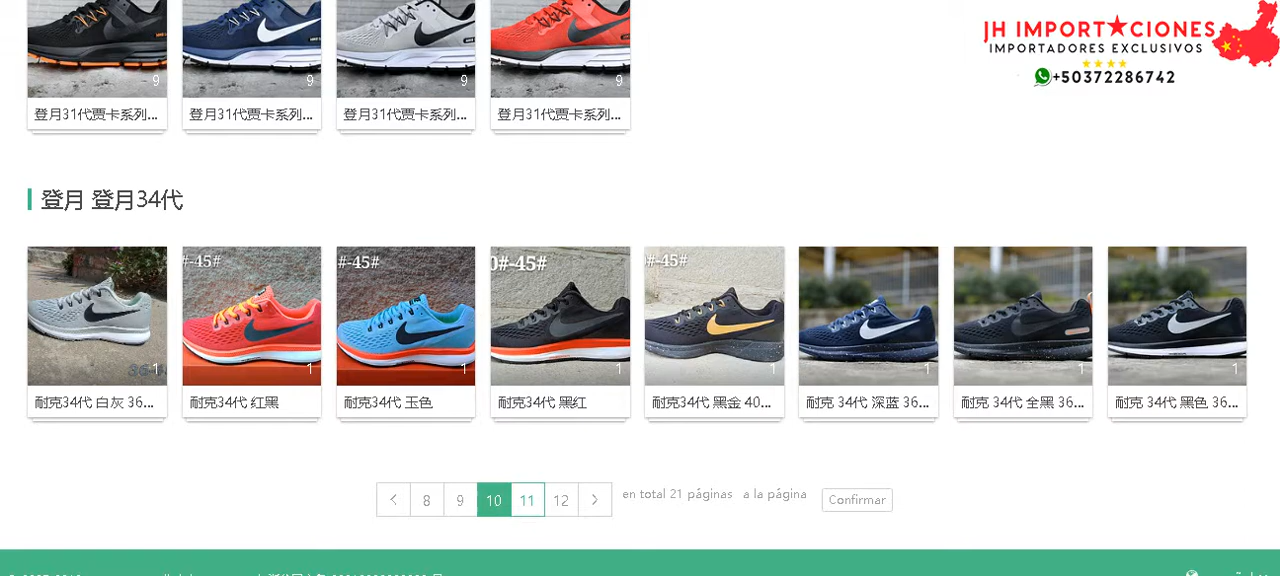 JH IMPORT★CIONES
IMPORTADORES EXCLUSIVOS
+50372286742
9
9
9
9
登月31代贾卡系列...
登月31代贾卡系列...
登月31代贾卡系列...
登月31代贾卡系列...
登月 登月34代
#-45#
#-45#
0#-45#
#-45#
1
1
1
1
1
1
1
1
耐克34代 白灰 36...
耐克34代 红黑
耐克34代 玉色
耐克34代 黑红
耐克34代 黑金 40...
耐克 34代 深蓝 36...
耐克 34代 全黑 36...
耐克 34代 黑色 36...
8 9 10 11 12 en total 21 páginas a la página Confirmar